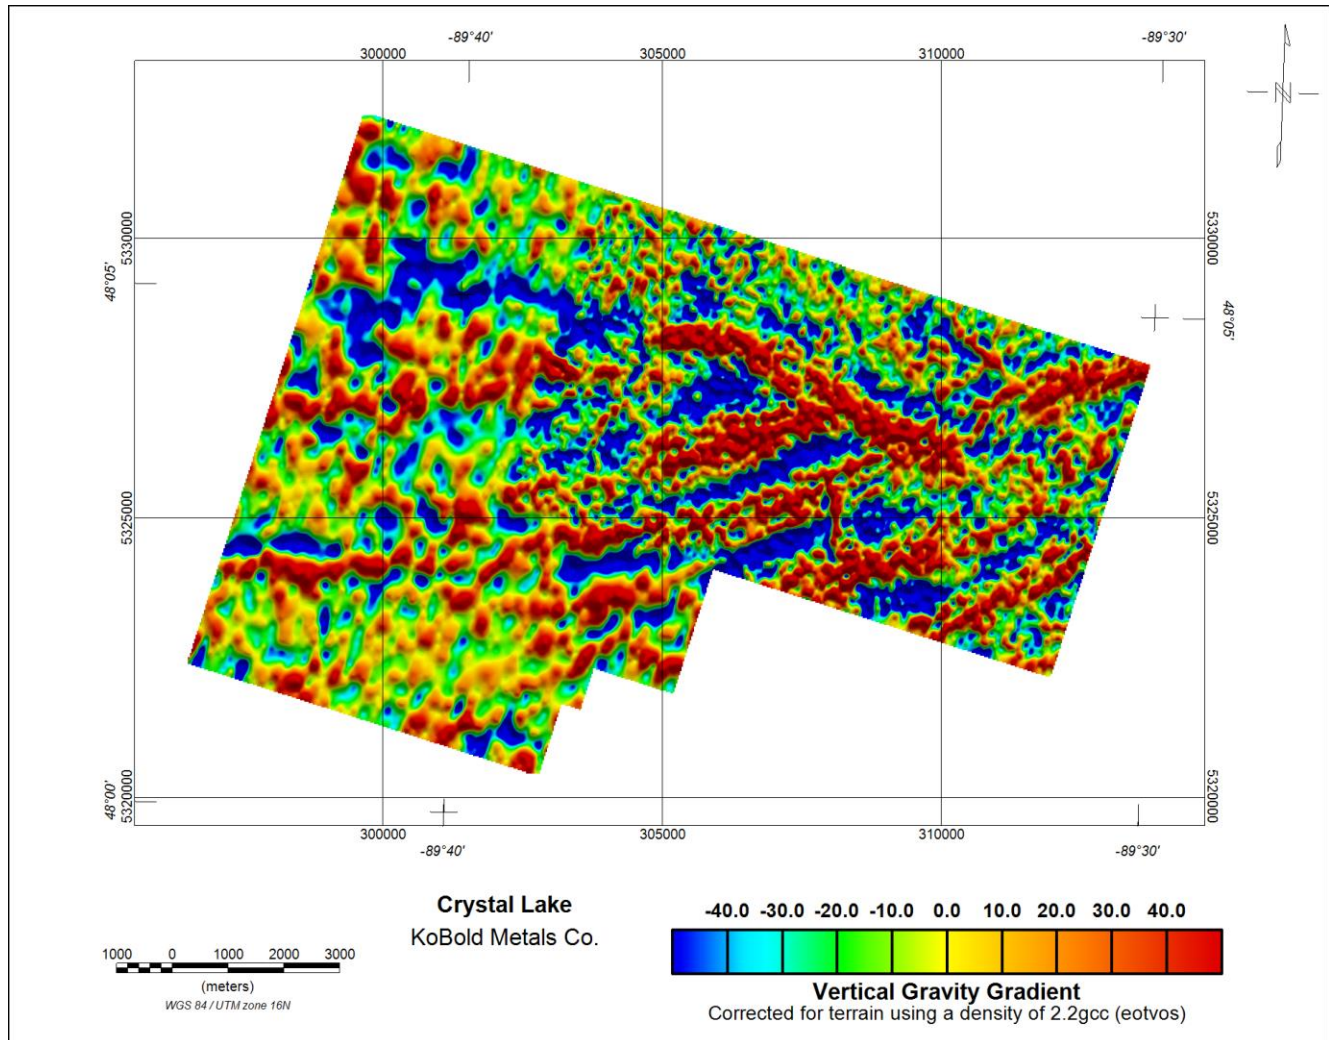 -89°40' -89°30'
300000 305000 310000
N
5330000 5330000
48°05' 48°05'
5325000 5325000
48°00' 5320000 5320000
300000 305000 310000
-89°40' -89°30'
Crystal Lake
KoBold Metals Co.
1000 0 1000 2000 3000
(meters)
WGS 84 / UTM zone 16N
-40.0 -30.0 -20.0 -10.0 0.0 10.0 20.0 30.0 40.0
Vertical Gravity Gradient
Corrected for terrain using a density of 2.2gcc (eotvos)